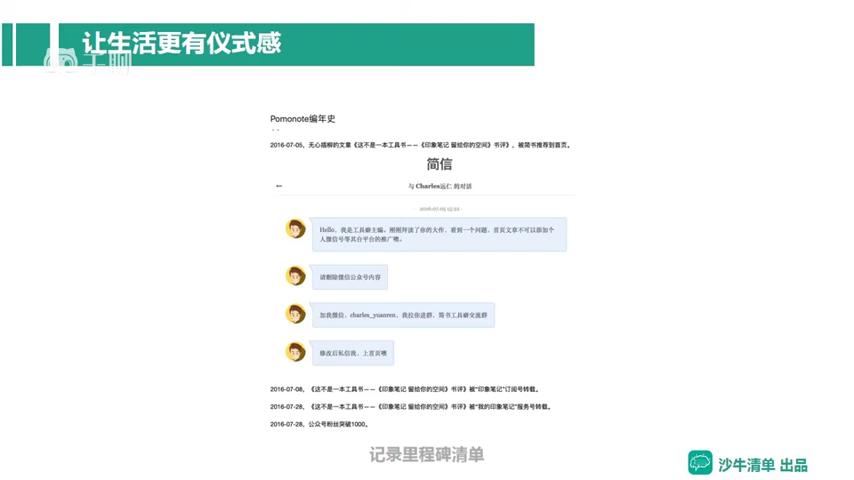 让生活更有仪式感
千聊
Pomonote编年史
2016-07-05，无心插柳的文章《这不是一本工具书——《印象笔记 留给你的空间》书评》，被简书推荐到首页。
简信
← 与 Charles远仁 的对话
2016.07.05 15:22
Hello，我是工具癖主编。刚刚拜读了你的大作，看到一个问题，首页文章不可以添加个
人微信号等其台平台的推广噢。
请删除微信公众号内容
加我微信，charles_yuanren，我拉你进群，简书工具癖交流群
修改后私信我，上首页噢
2016-07-08，《这不是一本工具书——《印象笔记 留给你的空间》书评》被“印象笔记”订阅号转载。
2016-07-28，《这不是一本工具书——《印象笔记 留给你的空间》书评》被“我的印象笔记”服务号转载。
2016-07-28，公众号粉丝突破1000。
记录里程碑清单
沙牛清单 出品